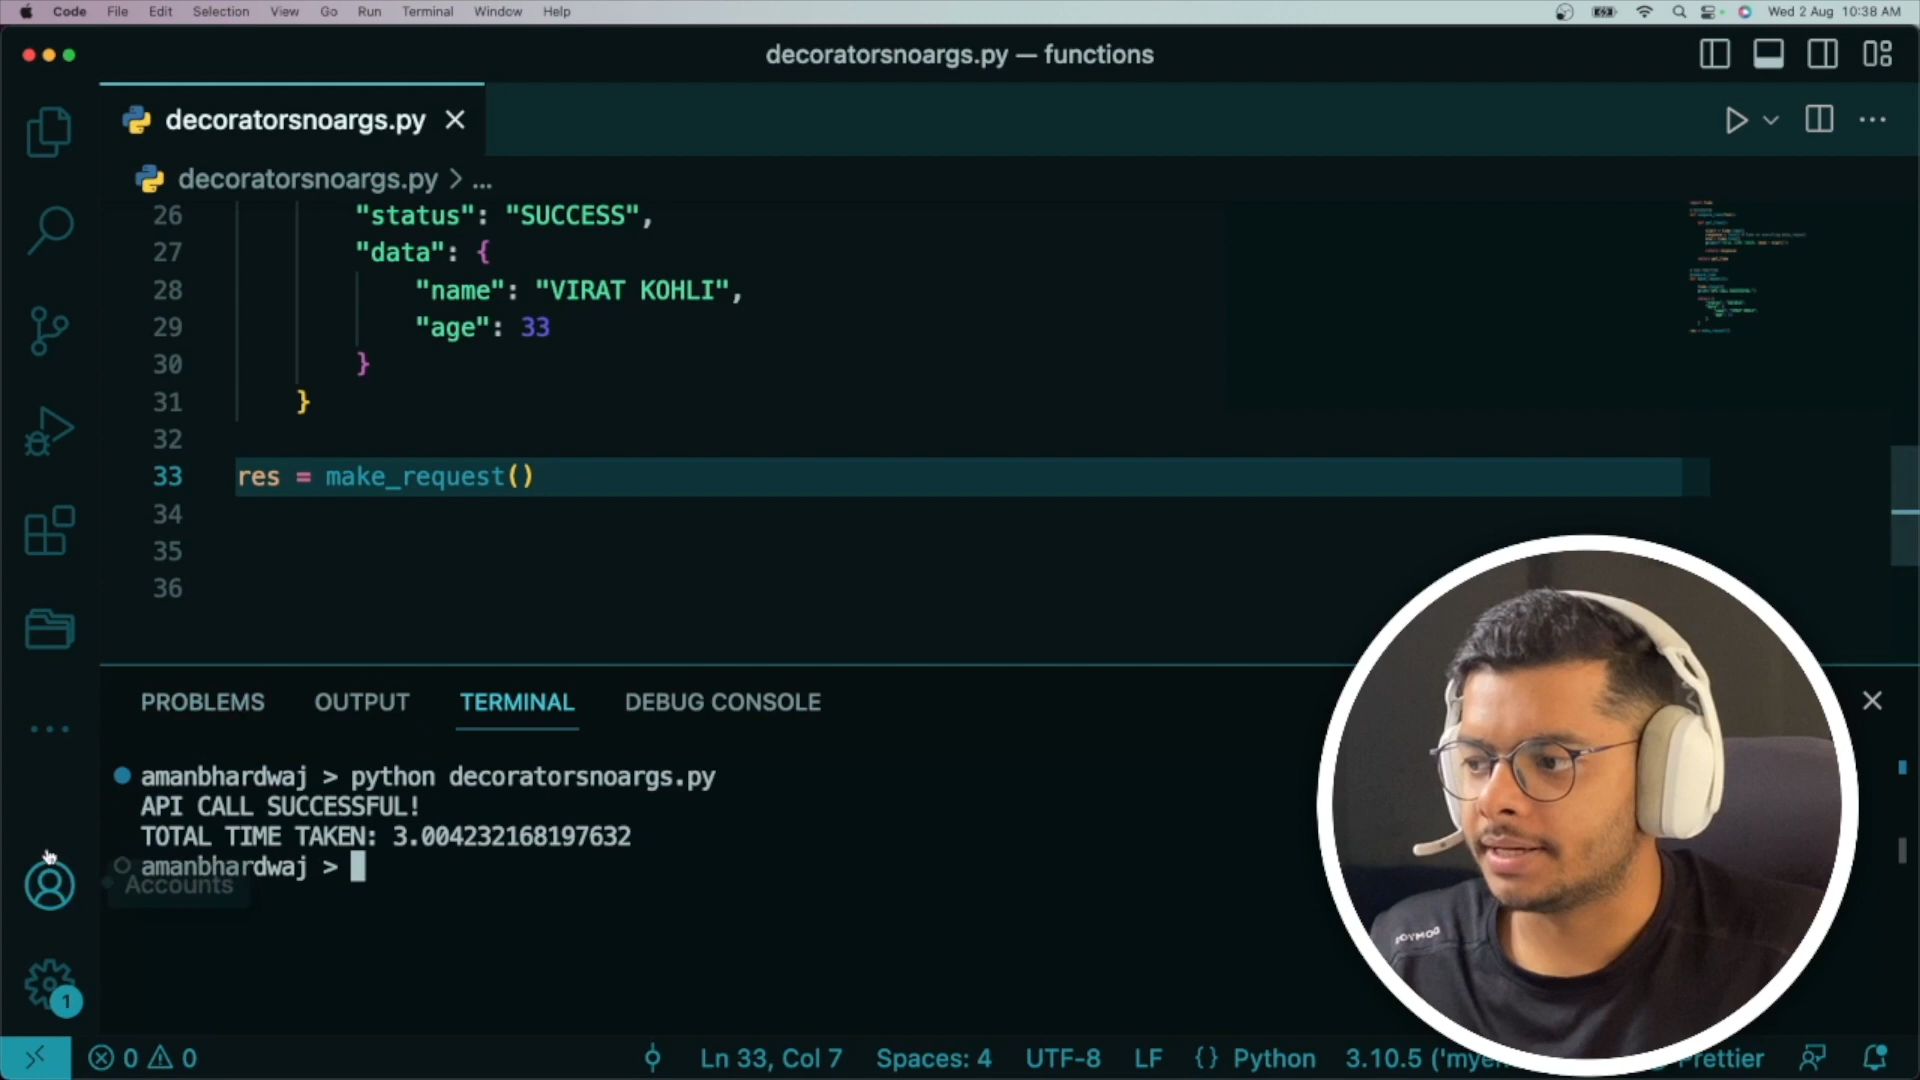 Code File Edit Selection View Go Run Terminal Window Help Wed 2 Aug 10:38 AM
decoratorsnoargs.py — functions
decoratorsnoargs.py
decoratorsnoargs.py > ...
26 "status": "SUCCESS",
27 "data": {
28 "name": "VIRAT KOHLI",
29 "age": 33
30 }
31 }
32
33 res = make_request()
34
35
36
PROBLEMS OUTPUT TERMINAL DEBUG CONSOLE
amanbhardwaj > python decoratorsnoargs.py
API CALL SUCCESSFUL!
TOTAL TIME TAKEN: 3.004232168197632
amanbhardwaj >
Accounts
1
0 0 Ln 33, Col 7 Spaces: 4 UTF-8 LF {} Python 3.10.5 ('mye Prettier